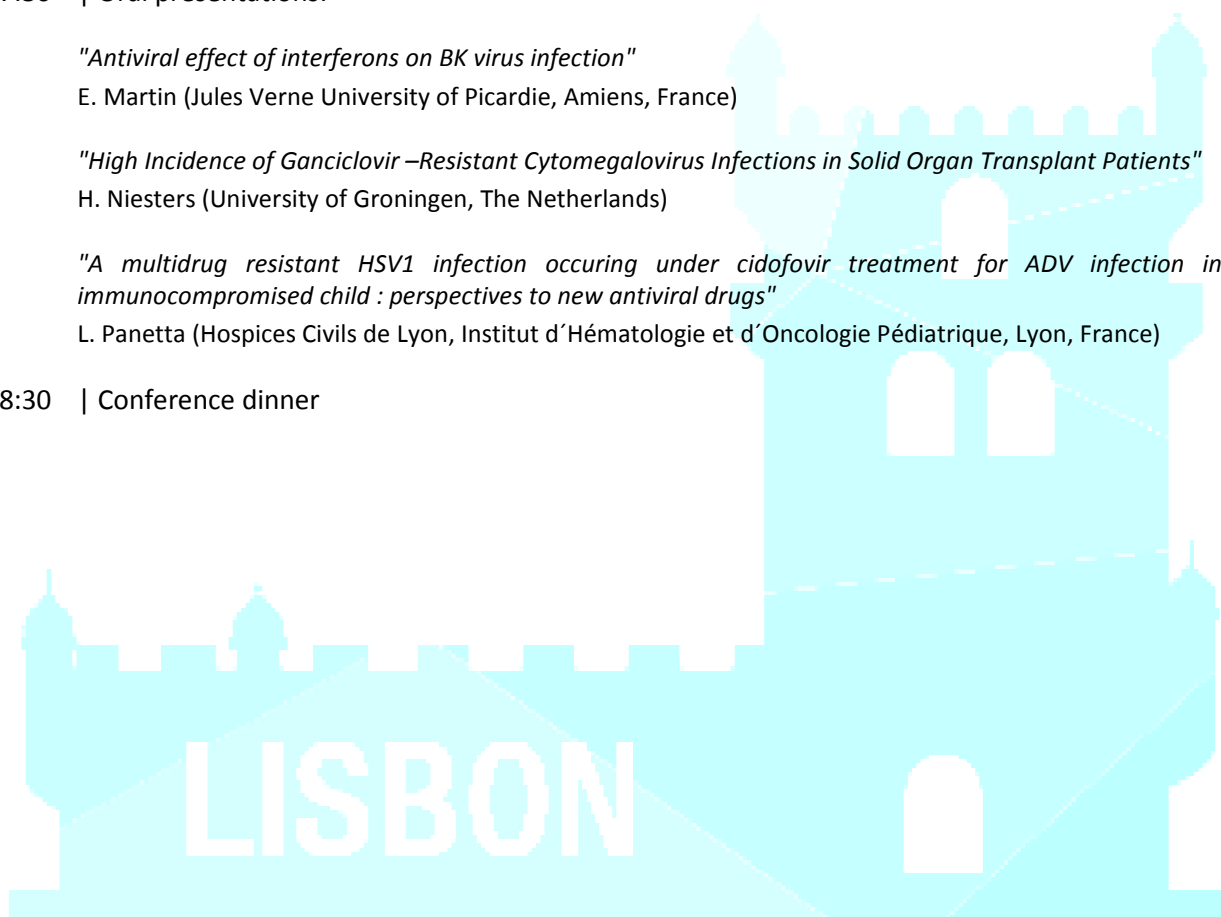 | Oral presentations:
"Antiviral effect of interferons on BK virus infection"
E. Martin (Jules Verne University of Picardie, Amiens, France)
"High Incidence of Ganciclovir –Resistant Cytomegalovirus Infections in Solid Organ Transplant Patients"
H. Niesters (University of Groningen, The Netherlands)
"A multidrug resistant HSV1 infection occuring under cidofovir treatment for ADV infection in
immunocompromised child : perspectives to new antiviral drugs"
L. Panetta (Hospices Civils de Lyon, Institut d´Hématologie et d´Oncologie Pédiatrique, Lyon, France)
8:30 | Conference dinner
LISBON